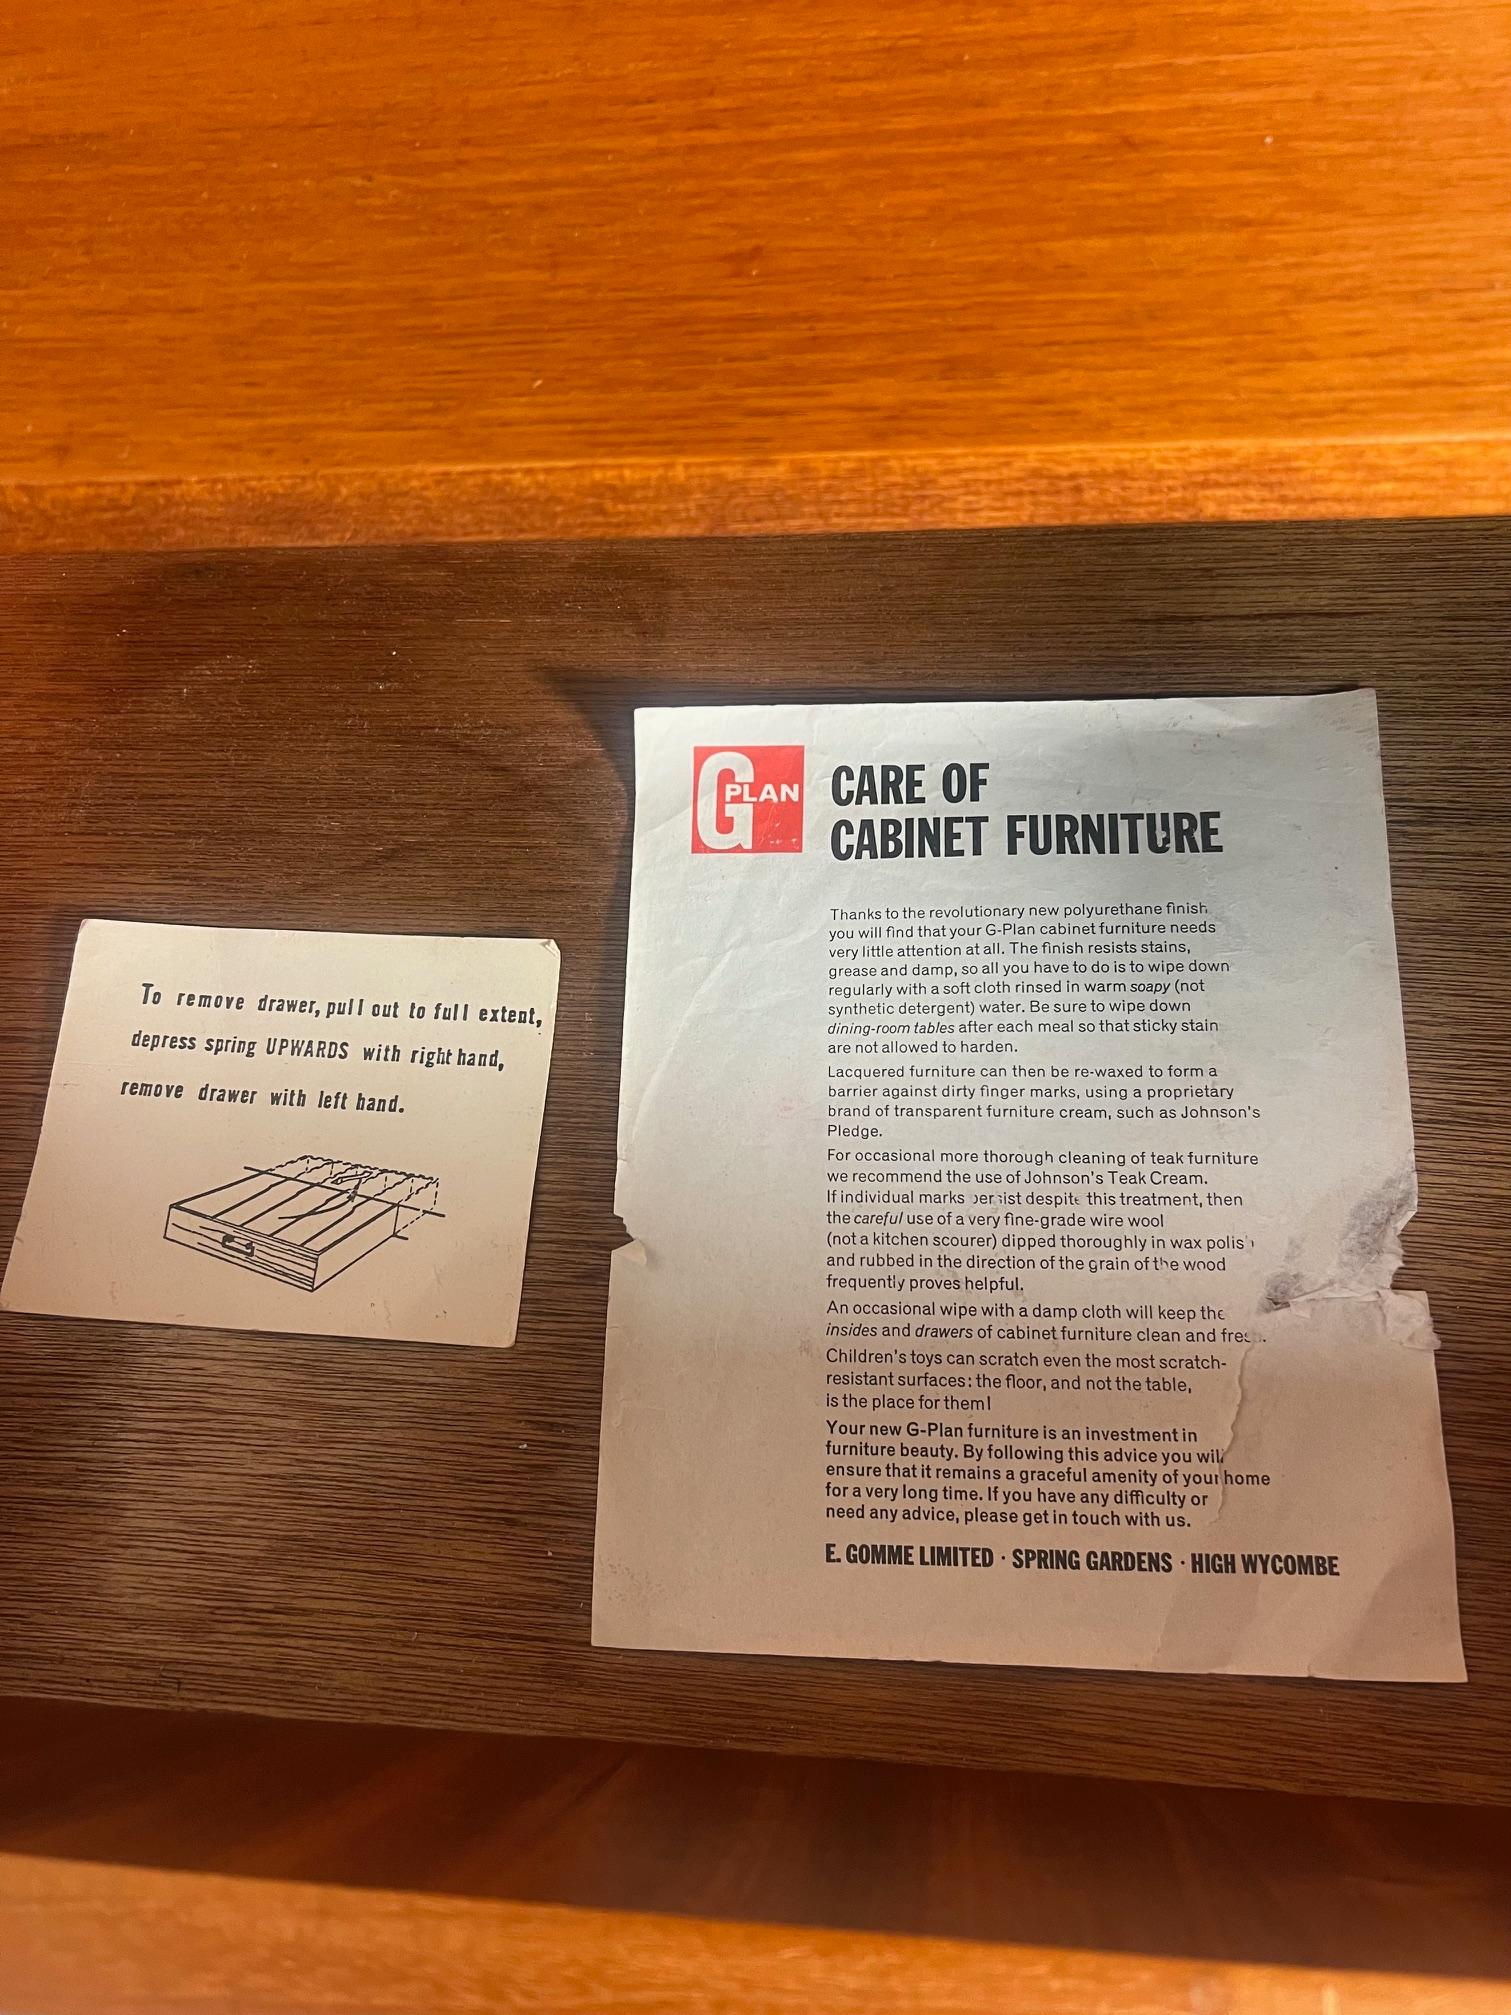 To remove drawer, pull out to full extent,
depress spring UPWARDS with right hand,
remove drawer with left hand.
G PLAN
CARE OF
CABINET FURNITURE
Thanks to the revolutionary new polyurethane finish
you will find that your G-Plan cabinet furniture needs
very little attention at all. The finish resists stains,
grease and damp, so all you have to do is to wipe down
regularly with a soft cloth rinsed in warm soapy (not
synthetic detergent) water. Be sure to wipe down
dining-room tables after each meal so that sticky stain
are not allowed to harden.
Lacquered furniture can then be re-waxed to form a
barrier against dirty finger marks, using a proprietary
brand of transparent furniture cream, such as Johnson's
Pledge.
For occasional more thorough cleaning of teak furniture
we recommend the use of Johnson's Teak Cream.
If individual marks persist despite this treatment, then
the careful use of a very fine-grade wire wool
(not a kitchen scourer) dipped thoroughly in wax polish
and rubbed in the direction of the grain of the wood
frequently proves helpful.
An occasional wipe with a damp cloth will keep the
insides and drawers of cabinet furniture clean and fresh.
Children's toys can scratch even the most scratch-
resistant surfaces: the floor, and not the table,
is the place for them!
Your new G-Plan furniture is an investment in
furniture beauty. By following this advice you will
ensure that it remains a graceful amenity of your home
for a very long time. If you have any difficulty or
need any advice, please get in touch with us.
E. GOMME LIMITED · SPRING GARDENS · HIGH WYCOMBE